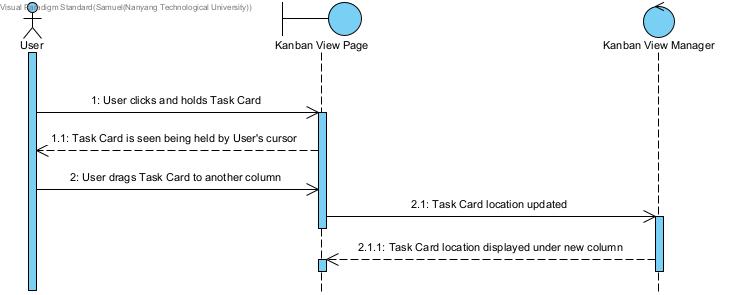 Visual Paradigm Standard(Samuel(Nanyang Technological University))
User
Kanban View Page
Kanban View Manager
1: User clicks and holds Task Card
1.1: Task Card is seen being held by User's cursor
2: User drags Task Card to another column
2.1: Task Card location updated
2.1.1: Task Card location displayed under new column